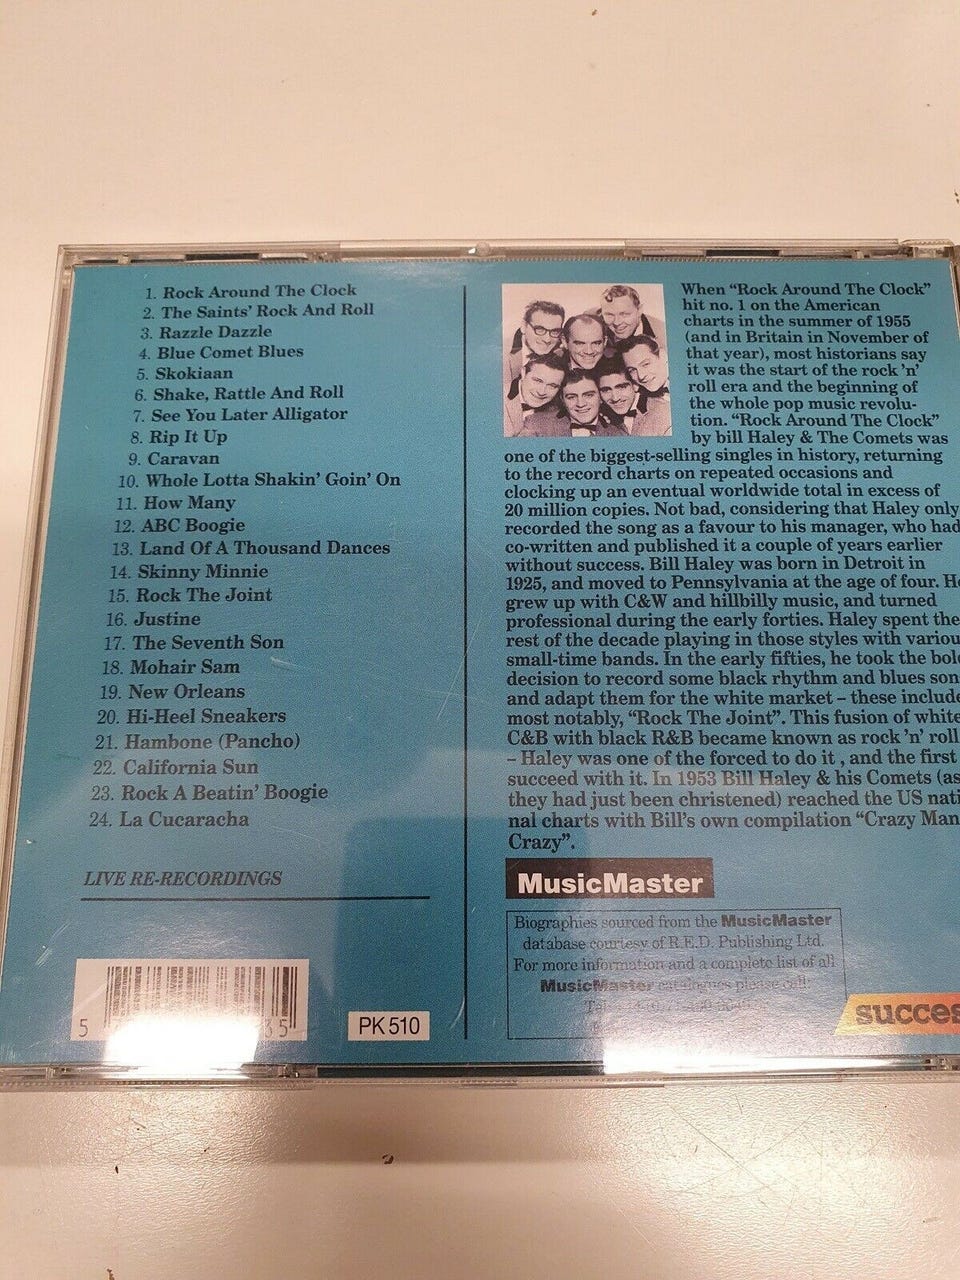 1. Rock Around The Clock
2. The Saints' Rock And Roll
3. Razzle Dazzle
4. Blue Comet Blues
5. Skokiaan
6. Shake, Rattle And Roll
7. See You Later Alligator
8. Rip It Up
9. Caravan
10. Whole Lotta Shakin' Goin' On
11. How Many
12. ABC Boogie
13. Land Of A Thousand Dances
14. Skinny Minnie
15. Rock The Joint
16. Justine
17. The Seventh Son
18. Mohair Sam
19. New Orleans
20. Hi-Heel Sneakers
21. Hambone (Pancho)
22. California Sun
23. Rock A Beatin' Boogie
24. La Cucaracha
LIVE RE-RECORDINGS
5
35
PK 510
When "Rock Around The Clock"
hit no. 1 on the American
charts in the summer of 1955
(and in Britain in November of
that year), most historians say
it was the start of the rock 'n'
roll era and the beginning of
the whole pop music revolu-
tion. "Rock Around The Clock"
by bill Haley & The Comets was
one of the biggest-selling singles in history, returning
to the record charts on repeated occasions and
clocking up an eventual worldwide total in excess of
20 million copies. Not bad, considering that Haley only
recorded the song as a favour to his manager, who had
co-written and published it a couple of years earlier
without success. Bill Haley was born in Detroit in
1925, and moved to Pennsylvania at the age of four. H
grew up with C&W and hillbilly music, and turned
professional during the early forties. Haley spent the
rest of the decade playing in those styles with variou
small-time bands. In the early fifties, he took the bol
decision to record some black rhythm and blues son
and adapt them for the white market – these include
most notably, "Rock The Joint". This fusion of white
C&B with black R&B became known as rock 'n' roll
– Haley was one of the forced to do it , and the first
succeed with it. In 1953 Bill Haley & his Comets (as
they had just been christened) reached the US nati
nal charts with Bill's own compilation "Crazy Man
Crazy".
MusicMaster
Biographies sourced from the MusicMaster
database courtesy of R.E.D. Publishing Ltd.
For more information and a complete list of all
MusicMaster catalogues please call:
succes